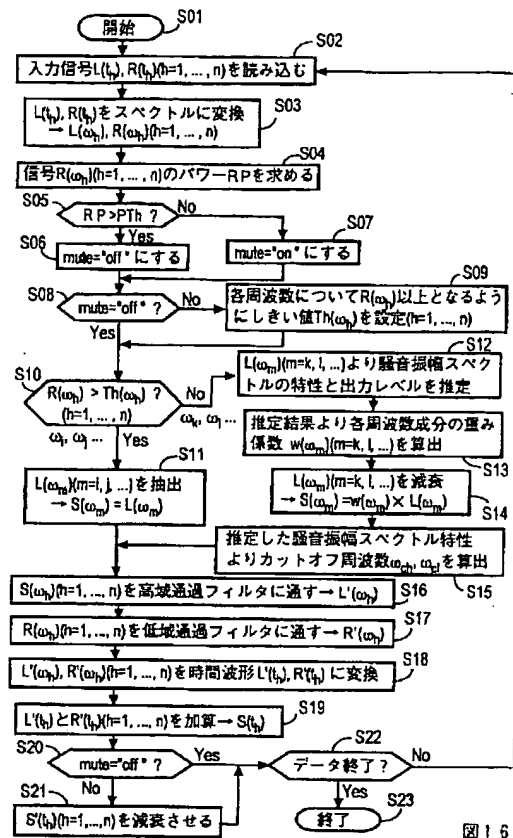 S01
開始
S02
入力信号L(tₕ), R(tₕ)(h=1, ..., n)を読み込む
S03
L(tₕ), R(tₕ)をスペクトルに変換
→ L(ωₕ), R(ωₕ)(h=1, ..., n)
S04
信号R(ωₕ)(h=1, ..., n)のパワーRPを求める
S05
RP>PTh ?
No
Yes
S06
mute="off" にする
S07
mute="on" にする
S08
mute="off" ?
No
Yes
S09
各周波数についてR(ωₕ)以上となるよう
にしきい値Th(ωₕ)を設定(h=1, ..., n)
S10
R(ωₕ) > Th(ωₕ) ?
(h=1, ..., n)
No
ωₖ, ωₗ ...
ωᵢ, ωⱼ ...
Yes
S11
L(ωₘ)(m=i, j, ...)を抽出
→ S(ωₘ) = L(ωₘ)
S12
L(ωₘ)(m=k, l, ...)より騒音振幅スペク
トルの特性と出力レベルを推定
推定結果より各周波数成分の重み
係数 w(ωₘ)(m=k, l, ...)を算出
S13
L(ωₘ)(m=k, l, ...)を減衰
→ S(ωₘ) =w(ωₘ) × L(ωₘ)
S14
推定した騒音振幅スペクトル特性
よりカットオフ周波数ω_ch, ω_clを算出
S15
S(ωₕ)(h=1, ..., n)を高域通過フィルタに通す→ L'(ωₕ)
S16
R(ωₕ)(h=1, ..., n)を低域通過フィルタに通す→ R'(ωₕ)
S17
L'(ωₕ), R'(ωₕ)(h=1, ..., n)を時間波形L'(tₕ), R'(tₕ) に変換
S18
L'(tₕ)とR'(tₕ)(h=1, ..., n)を加算→ S(tₕ)
S19
S20
mute="off" ?
Yes
No
S21
S'(tₕ)(h=1,...,n)を減衰させる
S22
データ終了 ?
No
Yes
S23
終了
図16